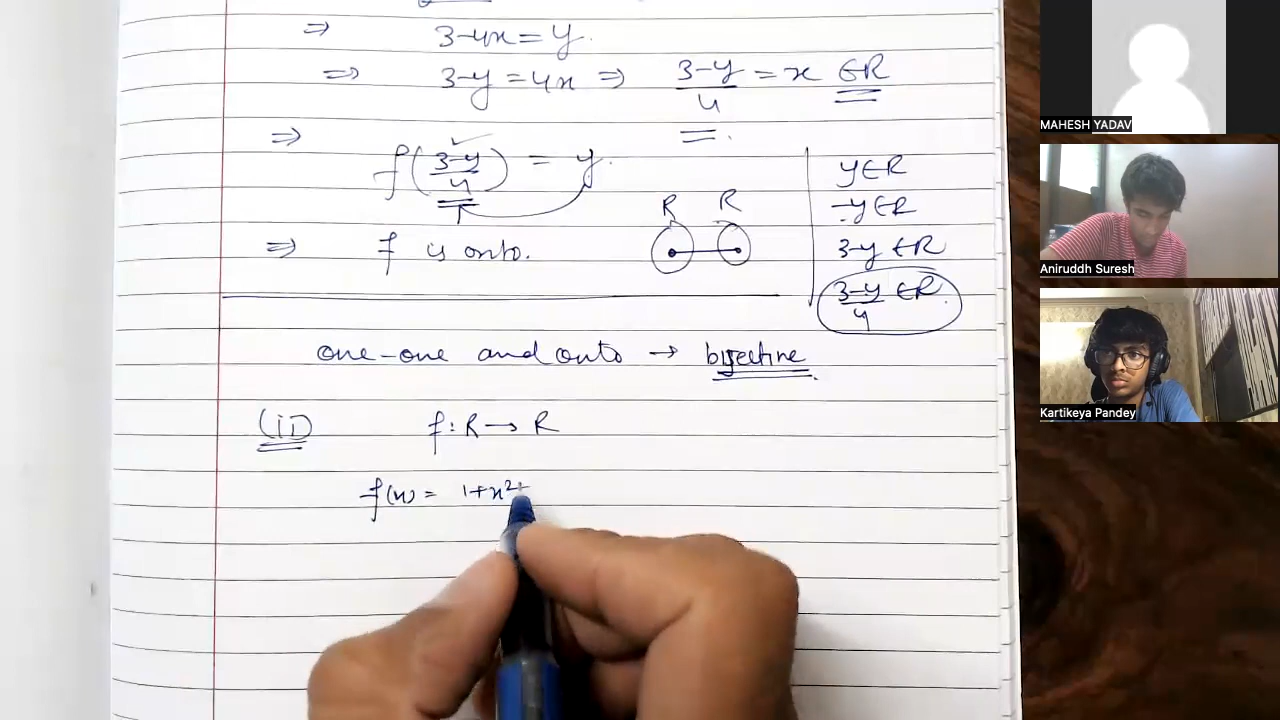 ⇒ 3-4x = y.
⇒ 3-y = 4x ⇒ 3-y/4 = x ∈R
⇒ f(3-y/4) = y.
⇒ f is onto.
R R
y∈R
-y∈R
3-y ∈R
3-y/4 ∈R.
one-one and onto → bijective
(ii) f: R → R
f(x) = 1+x²
MAHESH YADAV
Aniruddh Suresh
Kartikeya Pandey